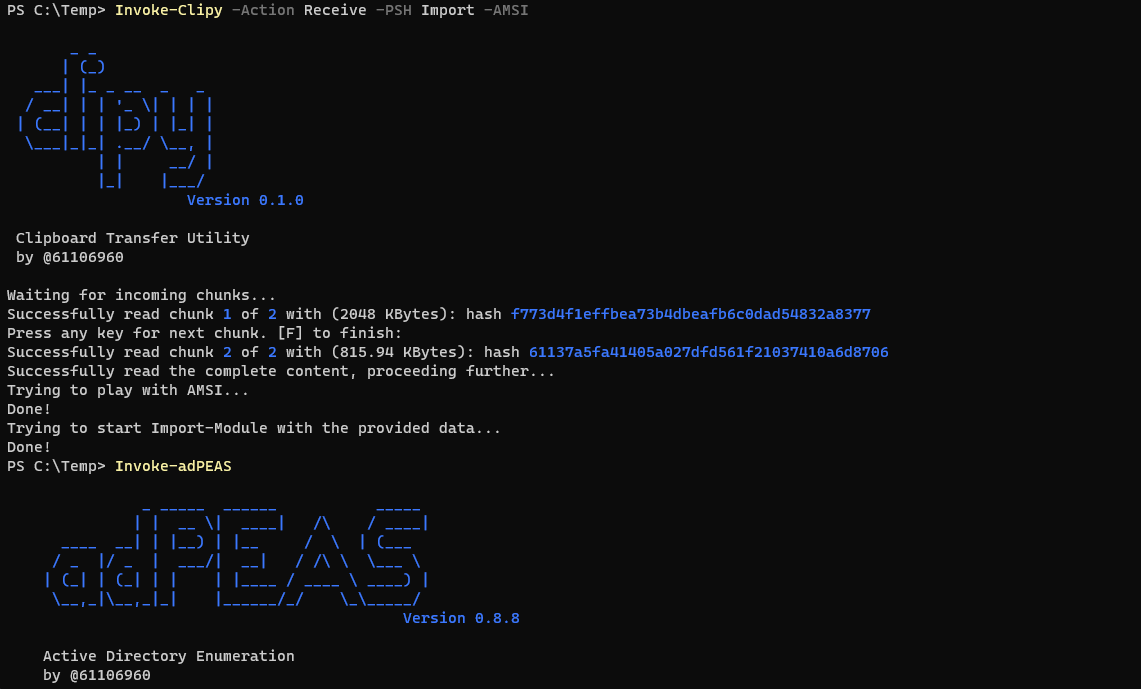 PS C:\Temp> Invoke-Clipy -Action Receive -PSH Import -AMSI
clipy
Version 0.1.0
Clipboard Transfer Utility
by @61106960
Waiting for incoming chunks...
Successfully read chunk 1 of 2 with (2048 KBytes): hash f773d4f1effbea73b4dbeafb6c0dad54832a8377
Press any key for next chunk. [F] to finish:
Successfully read chunk 2 of 2 with (815.94 KBytes): hash 61137a5fa41405a027dfd561f21037410a6d8706
Successfully read the complete content, proceeding further...
Trying to play with AMSI...
Done!
Trying to start Import-Module with the provided data...
Done!
PS C:\Temp> Invoke-adPEAS
adPEAS
Version 0.8.8
Active Directory Enumeration
by @61106960